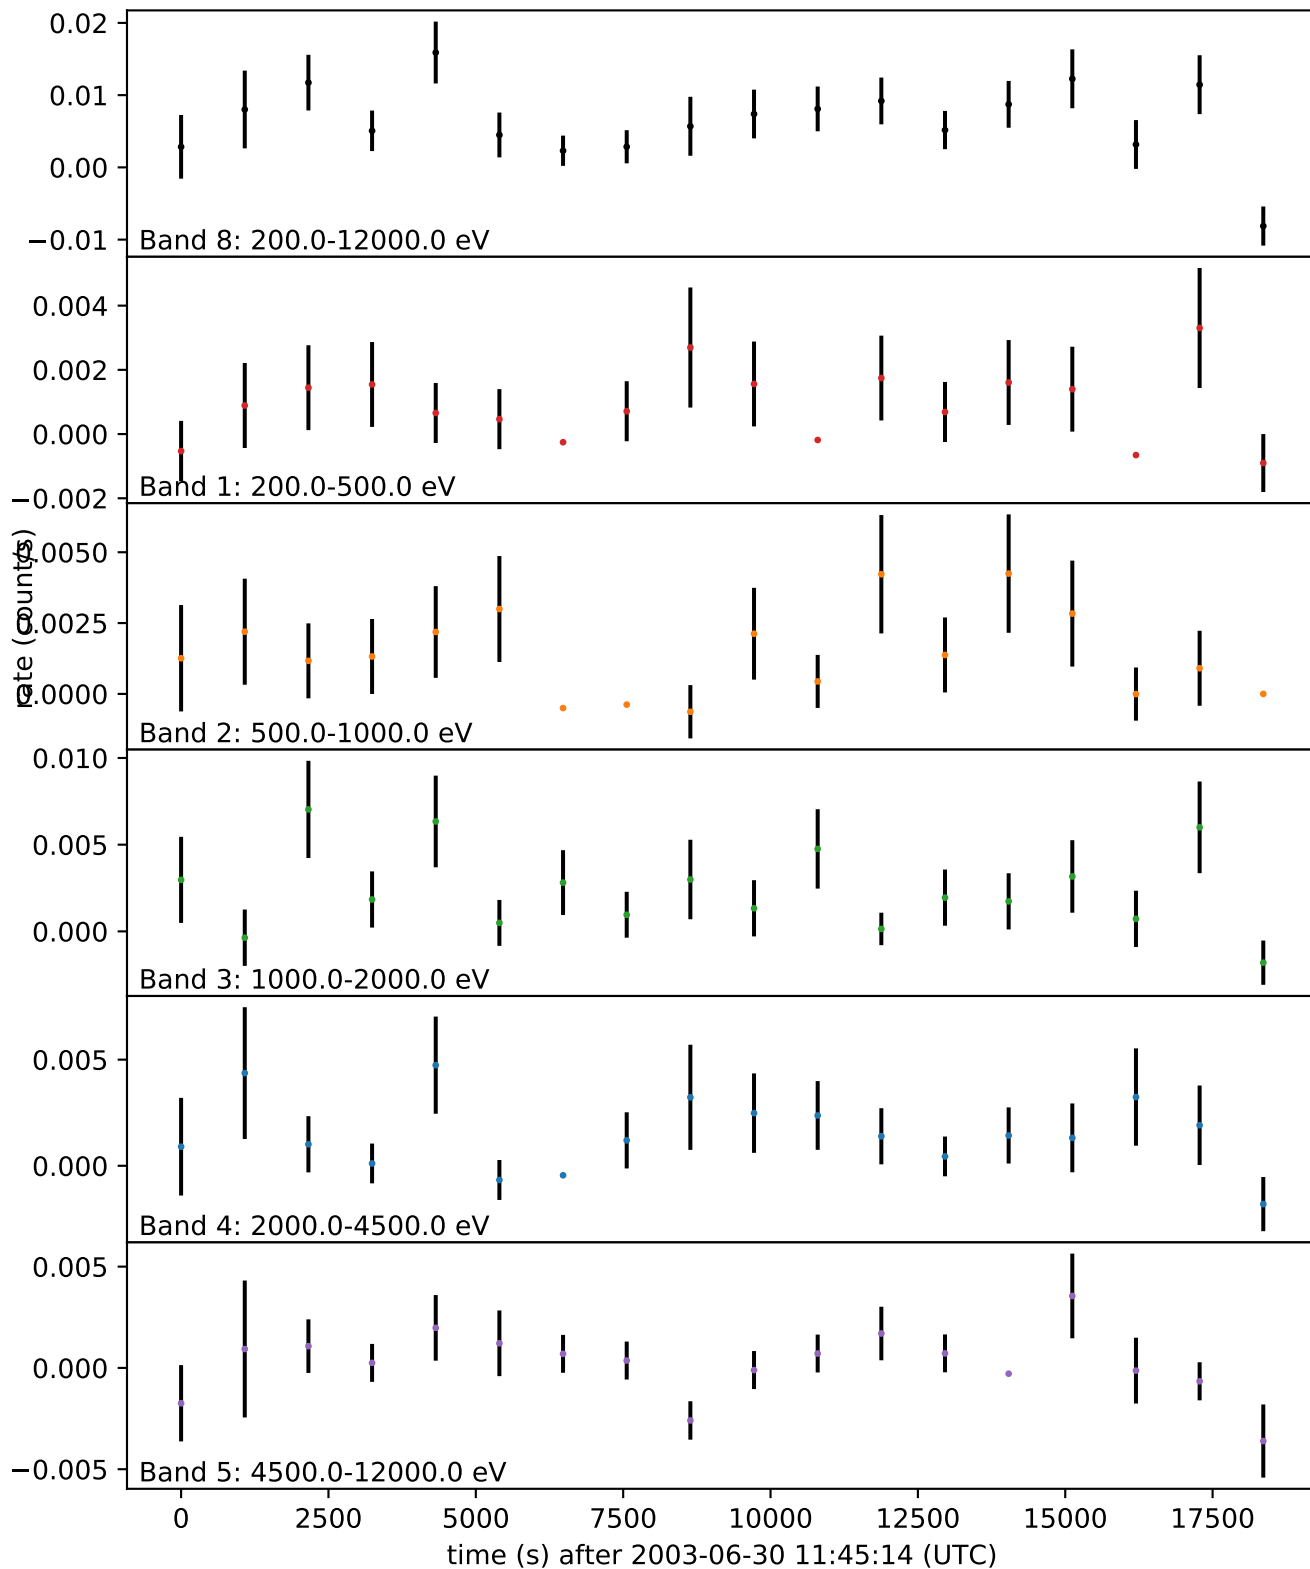 0.02
0.01
0.00
−0.01
Band 8: 200.0-12000.0 eV
0.004
0.002
0.000
−0.002
Band 1: 200.0-500.0 eV
rate (count/s)
0.0050
0.0025
0.0000
Band 2: 500.0-1000.0 eV
0.010
0.005
0.000
Band 3: 1000.0-2000.0 eV
0.005
0.000
Band 4: 2000.0-4500.0 eV
0.005
0.000
−0.005
Band 5: 4500.0-12000.0 eV
0 2500 5000 7500 10000 12500 15000 17500
time (s) after 2003-06-30 11:45:14 (UTC)